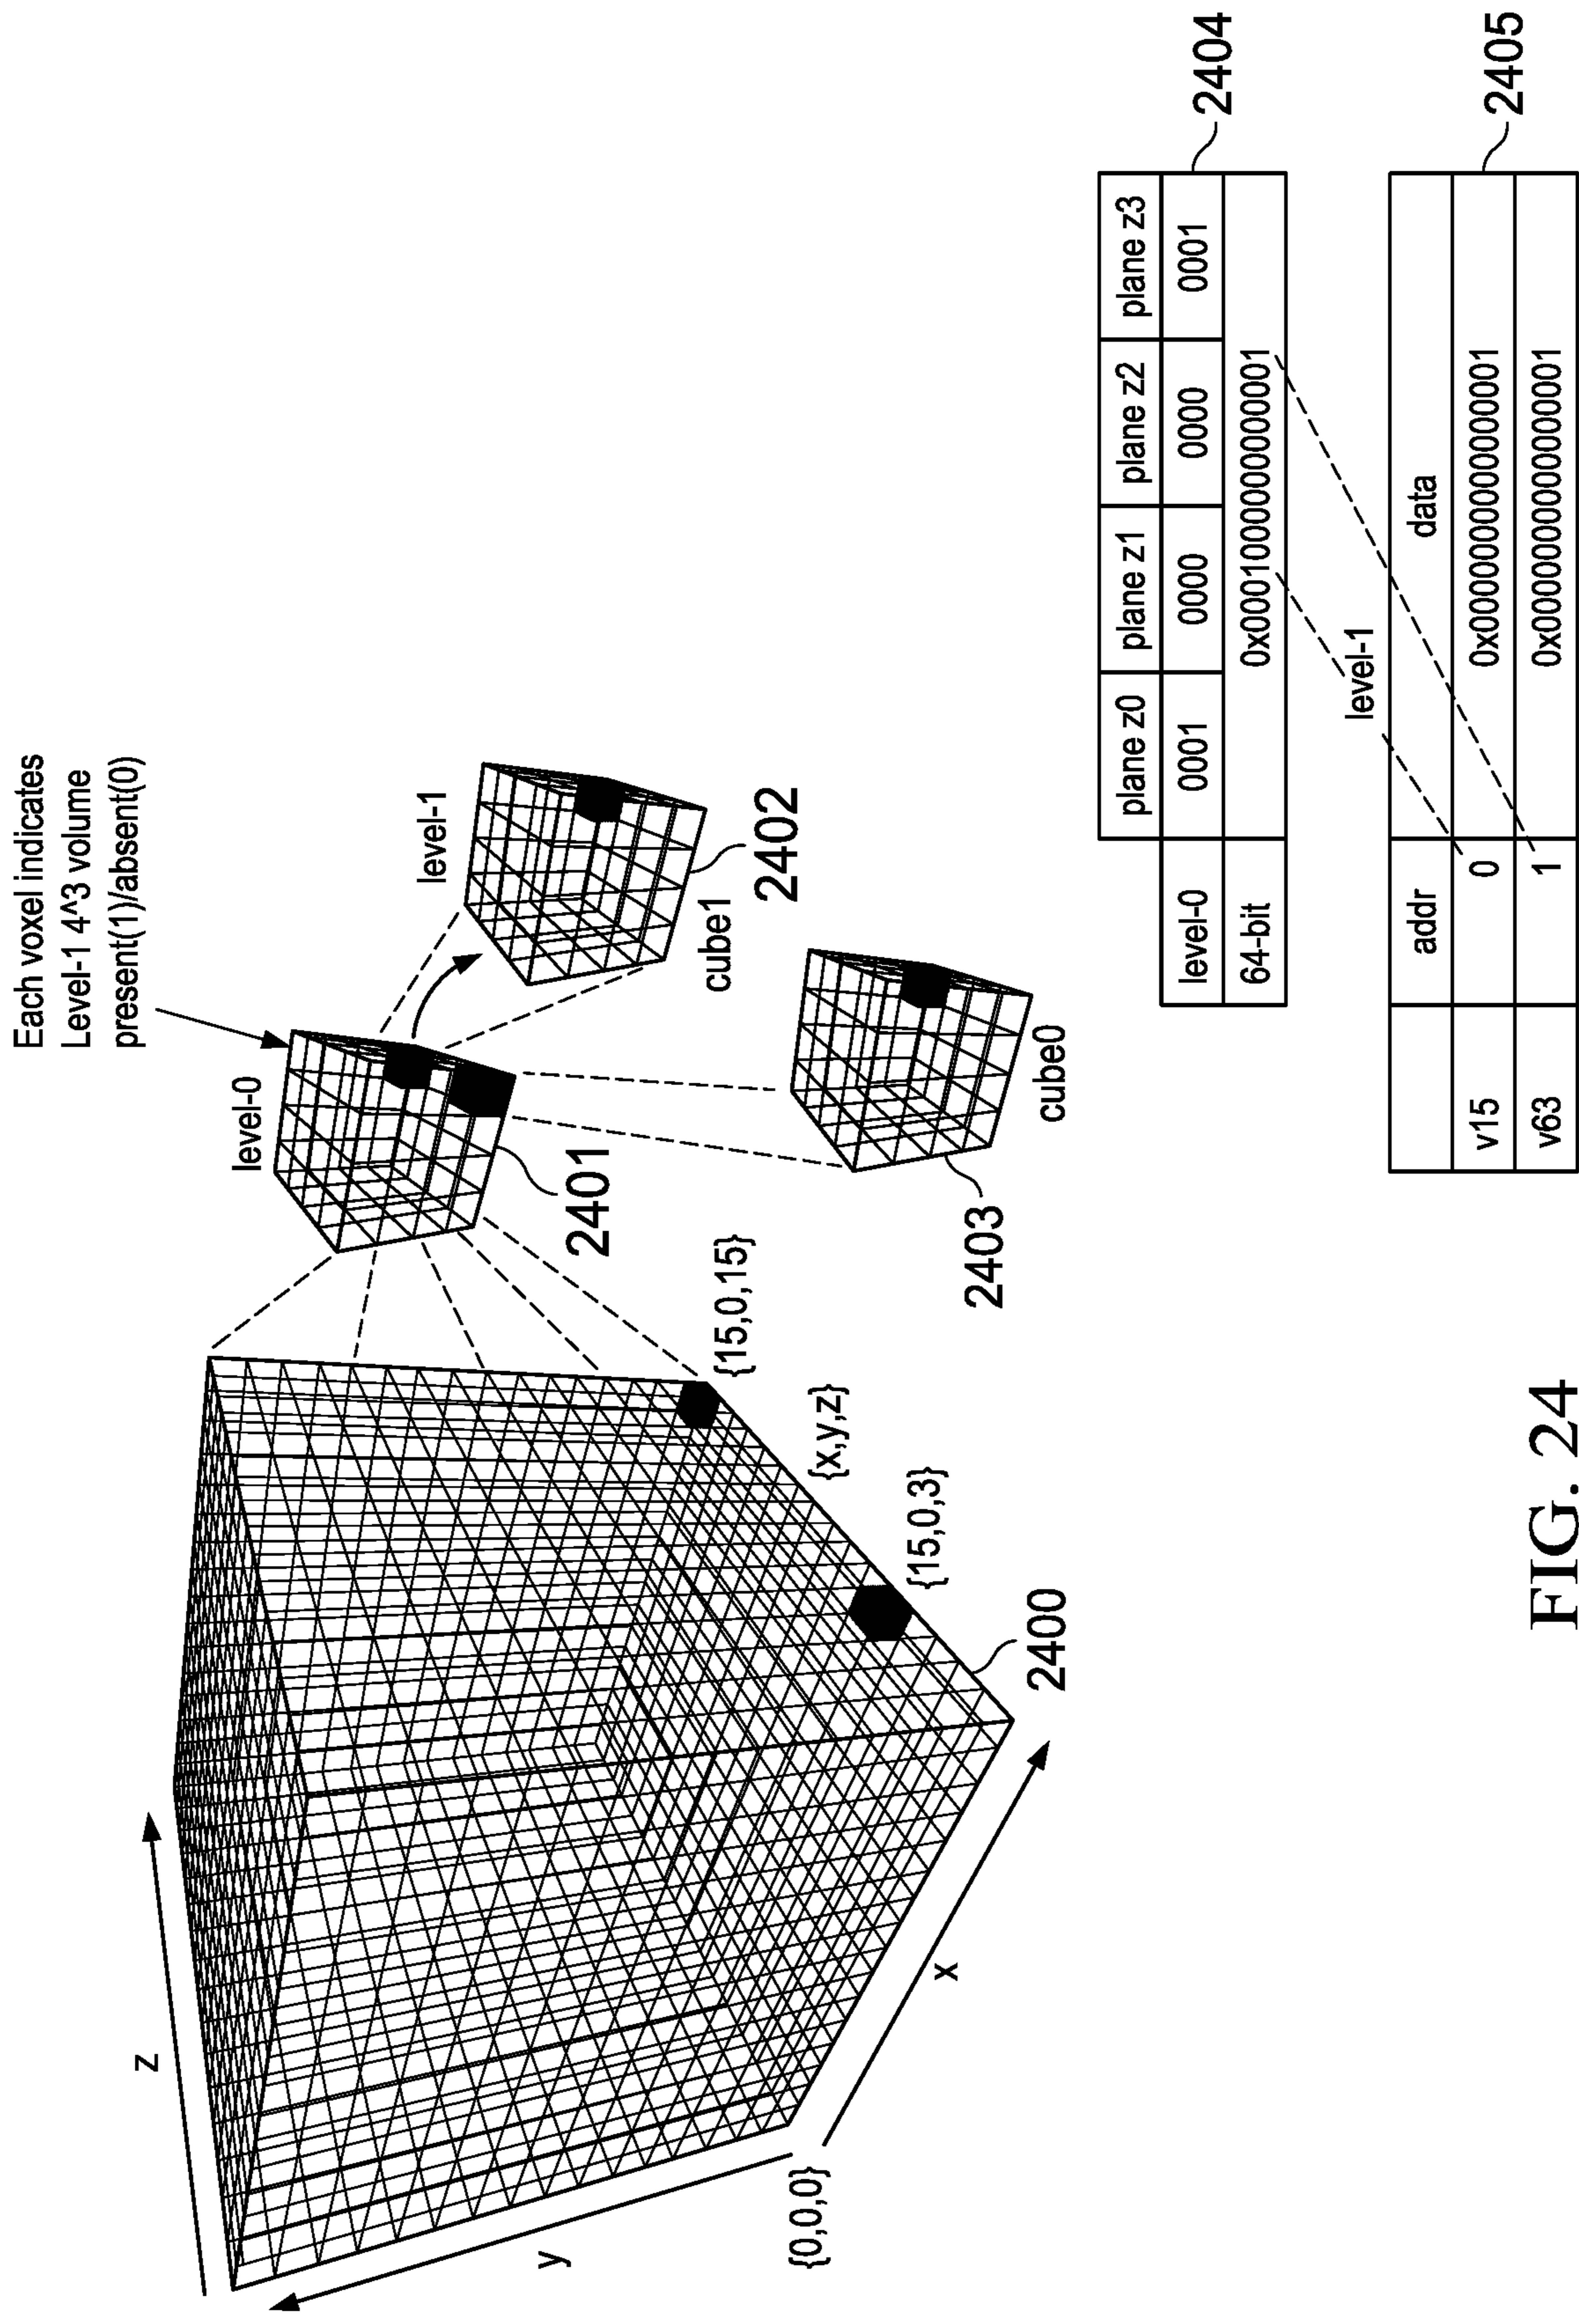 Each voxel indicates
Level-1 4^3 volume
present(1)/absent(0)
z
y
x
{0,0,0}
level-0
level-1
2401
2402
cube1
2403
cube0
{15,0,15}
{x,y,z}
{15,0,3}
2400
plane z0 plane z1 plane z2 plane z3
level-0 0001 0000 0000 0001
2404
64-bit 0x0001000000000001
level-1
addr data
v15 0 0x0000000000000001
2405
v63 1 0x0000000000000001
FIG. 24